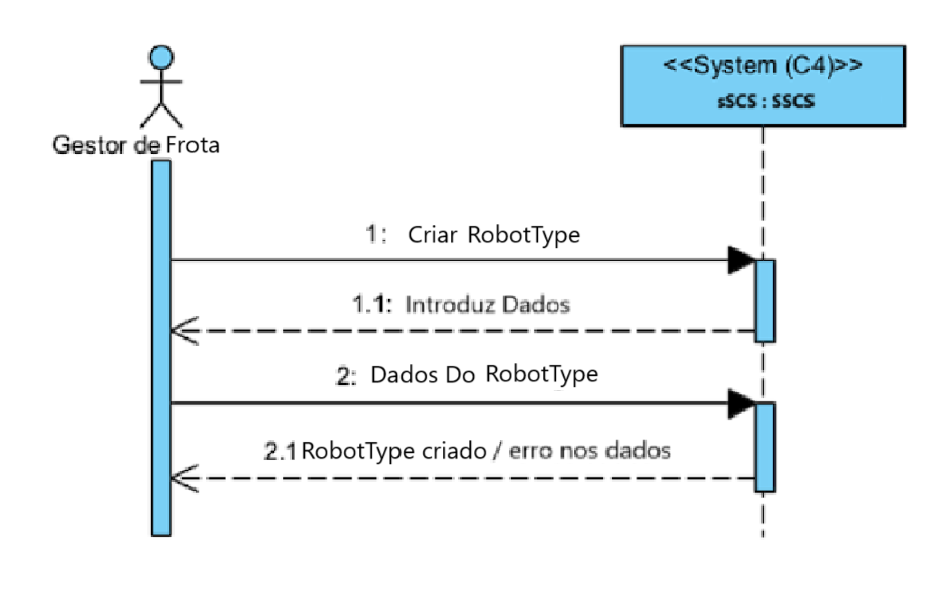 <<System (C4)>>
sSCS : SSCS
Gestor de Frota
1: Criar RobotType
1.1: Introduz Dados
2: Dados Do RobotType
2.1 RobotType criado / erro nos dados